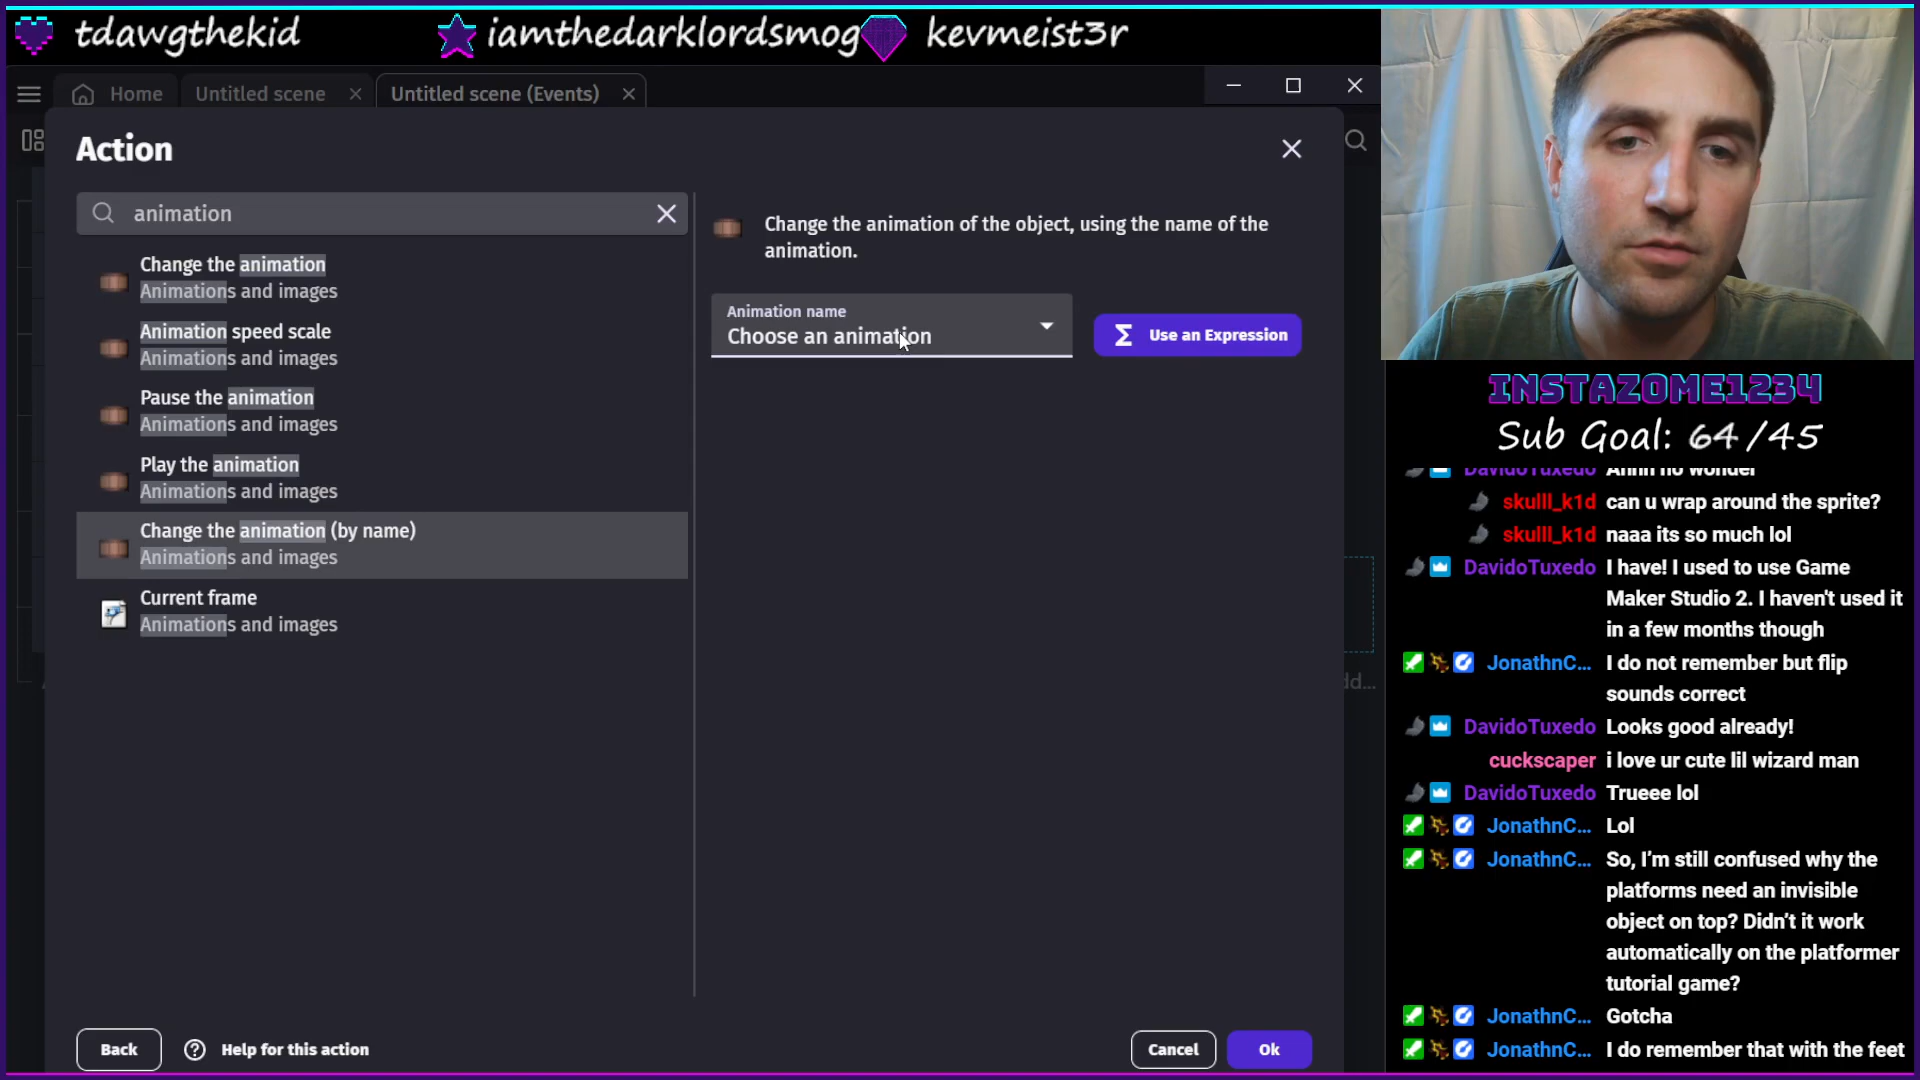 tdawgthekid
iamthedarklordsmog
kevmeist3r
Home
Untitled scene
Untitled scene (Events)
Action
animation
Change the animation
Animations and images
Animation speed scale
Animations and images
Pause the animation
Animations and images
Play the animation
Animations and images
Change the animation (by name)
Animations and images
Current frame
Animations and images
Change the animation of the object, using the name of the
animation.
Animation name
Choose an animation
Use an Expression
Back
Help for this action
Cancel
Ok
INSTAZOME1234
Sub Goal: 64/45
DavidoTuxedo Ahhh no wonder
skulll_k1d can u wrap around the sprite?
skulll_k1d naaa its so much lol
DavidoTuxedo I have! I used to use Game
Maker Studio 2. I haven't used it
in a few months though
JonathnC... I do not remember but flip
sounds correct
DavidoTuxedo Looks good already!
cuckscaper i love ur cute lil wizard man
DavidoTuxedo Trueee lol
JonathnC... Lol
JonathnC... So, I'm still confused why the
platforms need an invisible
object on top? Didn't it work
automatically on the platformer
tutorial game?
JonathnC... Gotcha
JonathnC... I do remember that with the feet